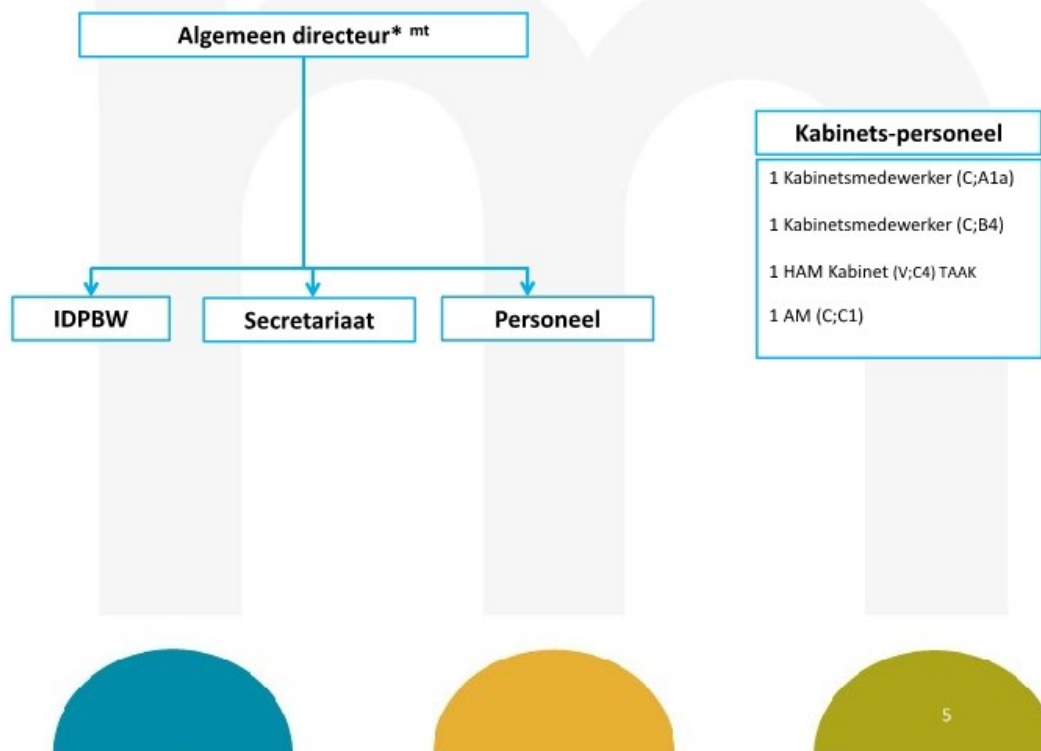 Algemeen directeur* mt
Kabinets-personeel
1 Kabinetsmedewerker (C;A1a)
1 Kabinetsmedewerker (C;B4)
1 HAM Kabinet (V;C4) TAAK
1 AM (C;C1)
IDPBW
Secretariaat
Personeel
5